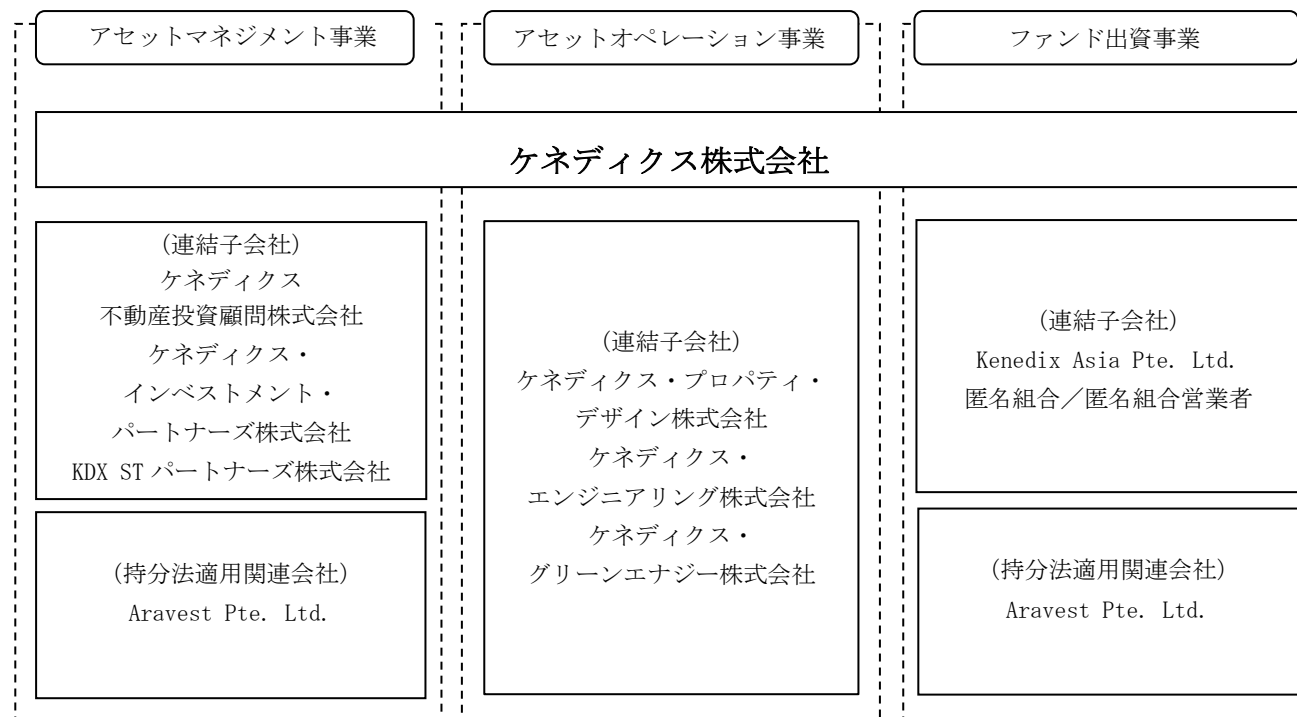 アセットマネジメント事業
アセットオペレーション事業
ファンド出資事業
ケネディクス株式会社
(連結子会社)
ケネディクス
不動産投資顧問株式会社
ケネディクス・
インベストメント・
パートナーズ株式会社
KDX ST パートナーズ株式会社
(持分法適用関連会社)
Aravest Pte. Ltd.
(連結子会社)
ケネディクス・プロパティ・
デザイン株式会社
ケネディクス・
エンジニアリング株式会社
ケネディクス・
グリーンエナジー株式会社
(連結子会社)
Kenedix Asia Pte. Ltd.
匿名組合／匿名組合営業者
(持分法適用関連会社)
Aravest Pte. Ltd.